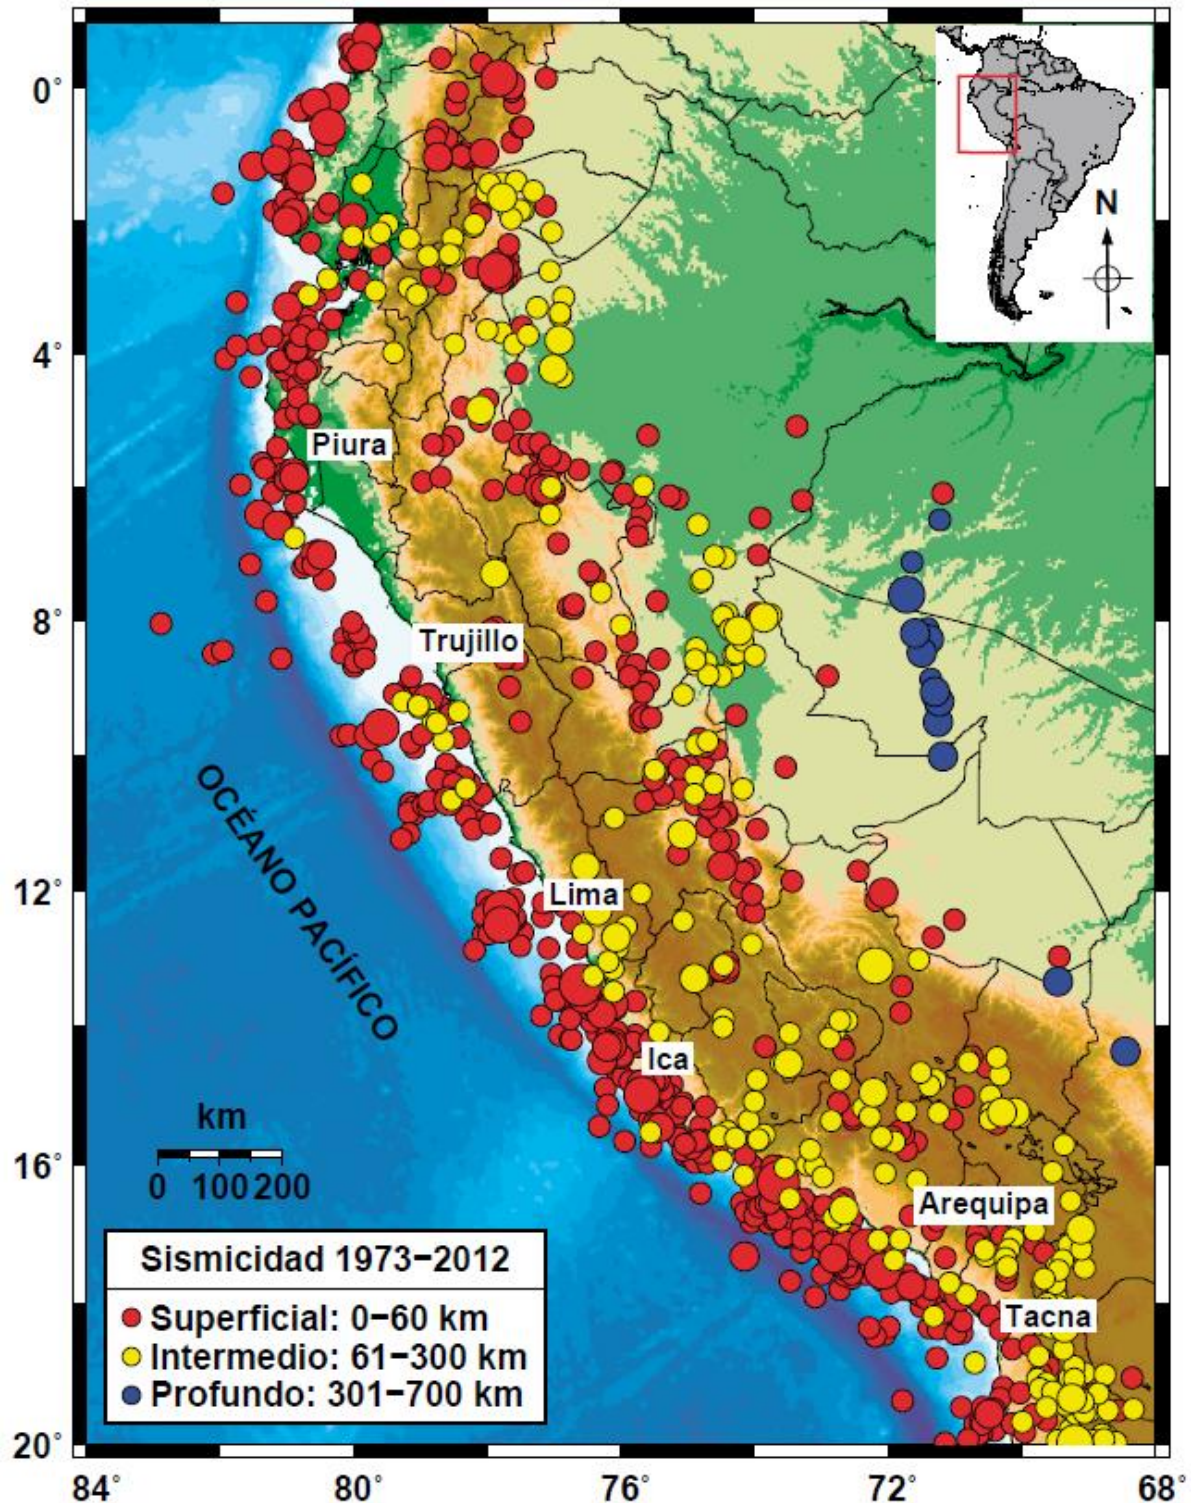 0°
4°
8°
12°
16°
20°
84°
80°
76°
72°
68°
N
Piura
Trujillo
Lima
Ica
Arequipa
Tacna
OCÉANO PACÍFICO
km
0 100 200
Sismicidad 1973−2012
Superficial: 0−60 km
Intermedio: 61−300 km
Profundo: 301−700 km